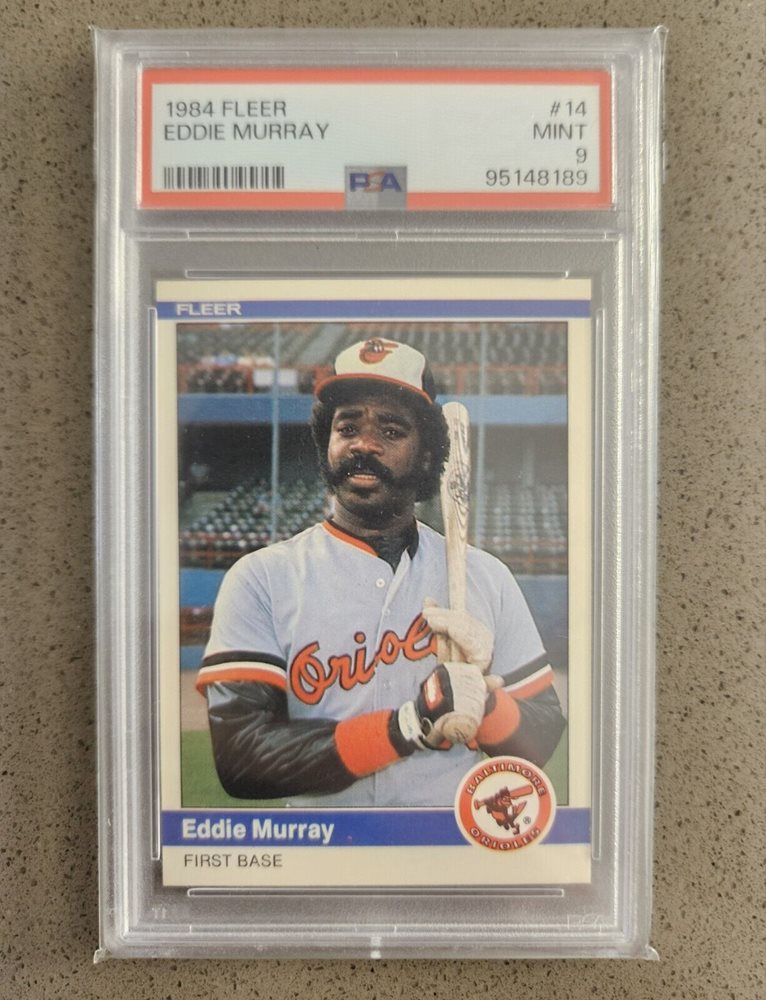 1984 FLEER #14
EDDIE MURRAY MINT
9
PSA 95148189
FLEER
Orioles
Eddie Murray
BALTIMORE
ORIOLES
®
FIRST BASE